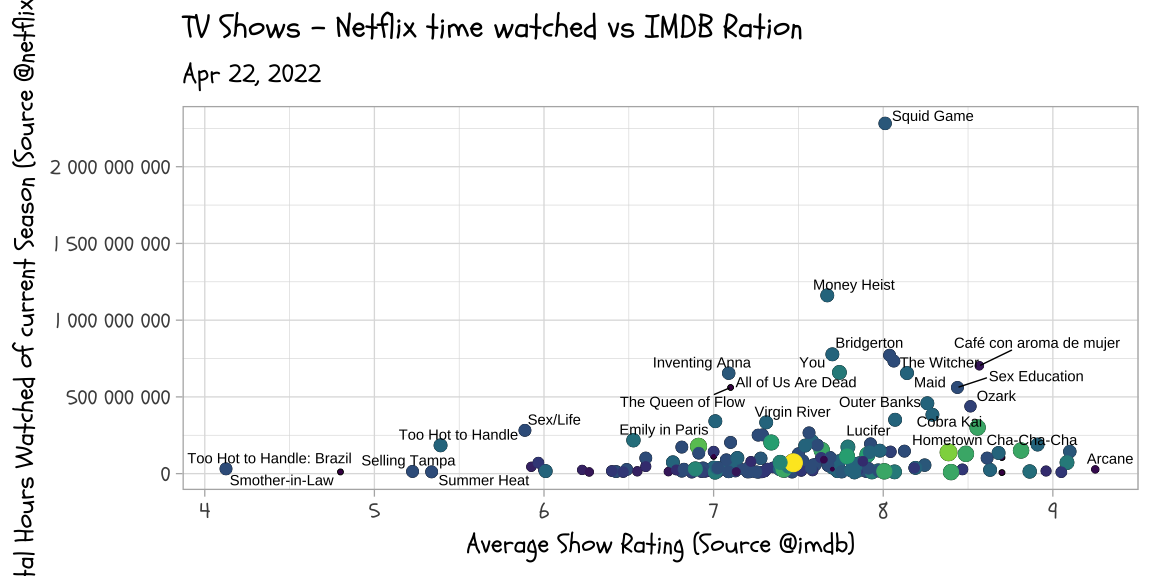 TV Shows – Netflix time watched vs IMDB Ration
Apr 22, 2022
tal Hours Watched of current Season (Source @netflix
2 000 000 000
1 500 000 000
1 000 000 000
500 000 000
0
Squid Game
Money Heist
Bridgerton
Café con aroma de mujer
Inventing Anna
You
The Witcher
All of Us Are Dead
Maid
Sex Education
The Queen of Flow
Outer Banks
Ozark
Virgin River
Sex/Life
Cobra Kai
Too Hot to Handle
Emily in Paris
Lucifer
Hometown Cha-Cha-Cha
Too Hot to Handle: Brazil
Selling Tampa
Arcane
Smother-in-Law
Summer Heat
4 5 6 7 8 9
Average Show Rating (Source @imdb)